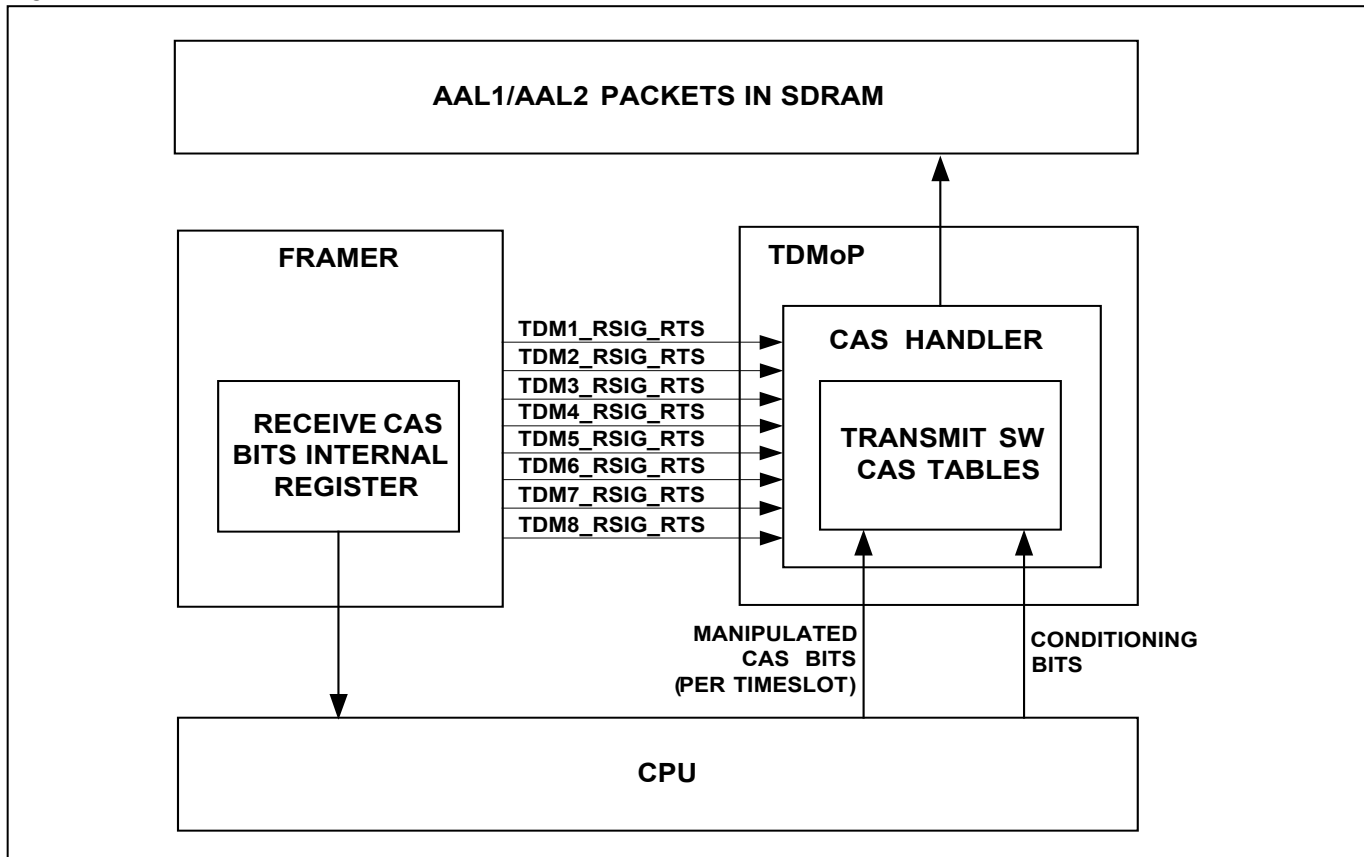 AAL1/AAL2 PACKETS IN SDRAM
FRAMER
RECEIVE CAS
BITS INTERNAL
REGISTER
TDM1_RSIG_RTS
TDM2_RSIG_RTS
TDM3_RSIG_RTS
TDM4_RSIG_RTS
TDM5_RSIG_RTS
TDM6_RSIG_RTS
TDM7_RSIG_RTS
TDM8_RSIG_RTS
TDMoP
CAS HANDLER
TRANSMIT SW
CAS TABLES
MANIPULATED
CAS BITS
(PER TIMESLOT)
CONDITIONING
BITS
CPU